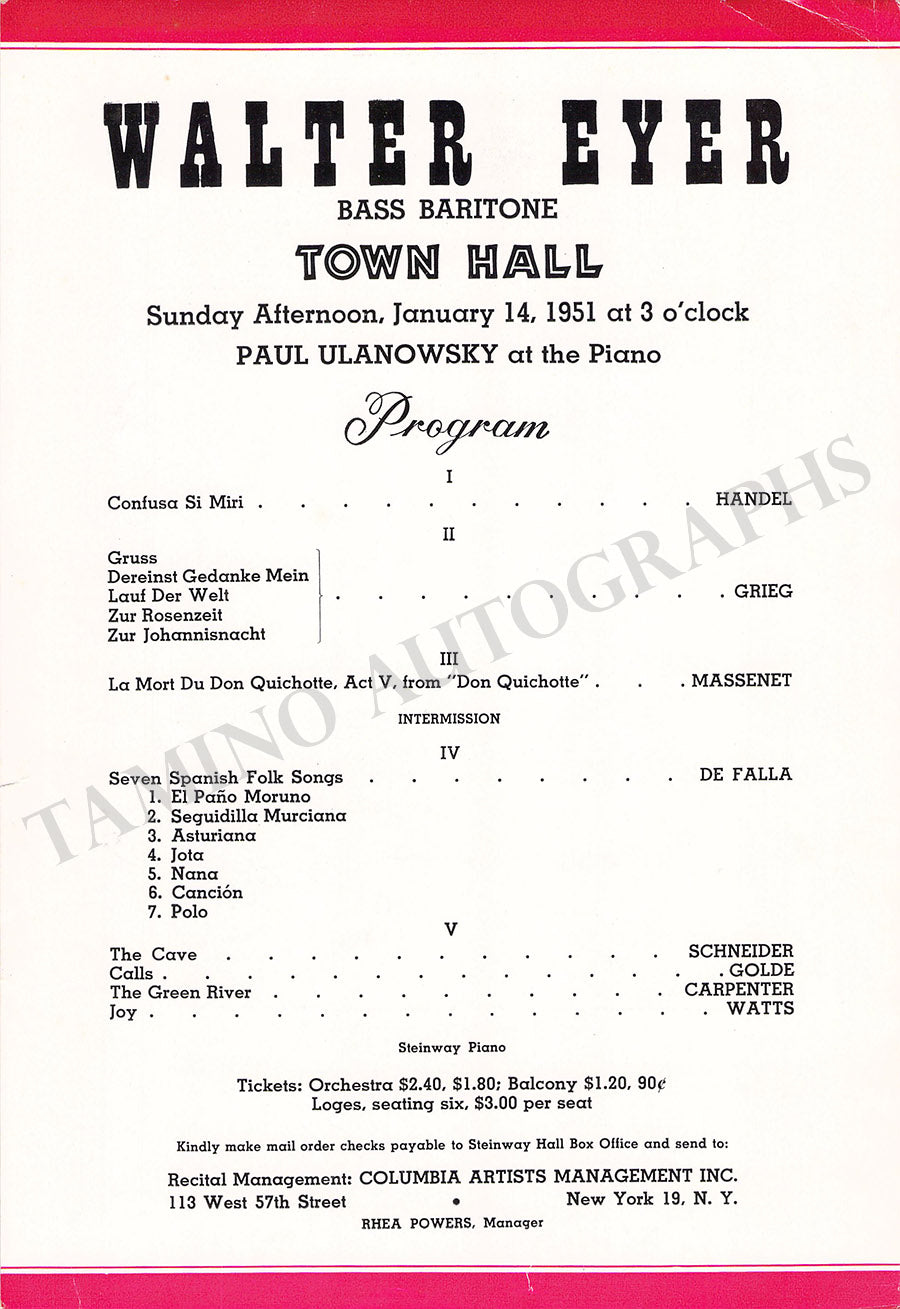 WALTER EYER
BASS BARITONE
TOWN HALL
Sunday Afternoon, January 14, 1951 at 3 o'clock
PAUL ULANOWSKY at the Piano
Program
I
Confusa Si Miri . . . . . . . . . . . HANDEL
II
Gruss
Dereinst Gedanke Mein
Lauf Der Welt . . . . . . . . . . GRIEG
Zur Rosenzeit
Zur Johannisnacht
III
La Mort Du Don Quichotte, Act V, from "Don Quichotte" . . . MASSENET
INTERMISSION
IV
Seven Spanish Folk Songs . . . . . . . . DE FALLA
1. El Paño Moruno
2. Seguidilla Murciana
3. Asturiana
4. Jota
5. Nana
6. Canción
7. Polo
V
The Cave . . . . . . . . . . . SCHNEIDER
Calls . . . . . . . . . . . . . . GOLDE
The Green River . . . . . . . . . . CARPENTER
Joy . . . . . . . . . . . . . . WATTS
Steinway Piano
Tickets: Orchestra $2.40, $1.80; Balcony $1.20, 90¢
Loges, seating six, $3.00 per seat
Kindly make mail order checks payable to Steinway Hall Box Office and send to:
Recital Management: COLUMBIA ARTISTS MANAGEMENT INC.
113 West 57th Street • New York 19, N. Y.
RHEA POWERS, Manager
TAMINO AUTOGRAPHS